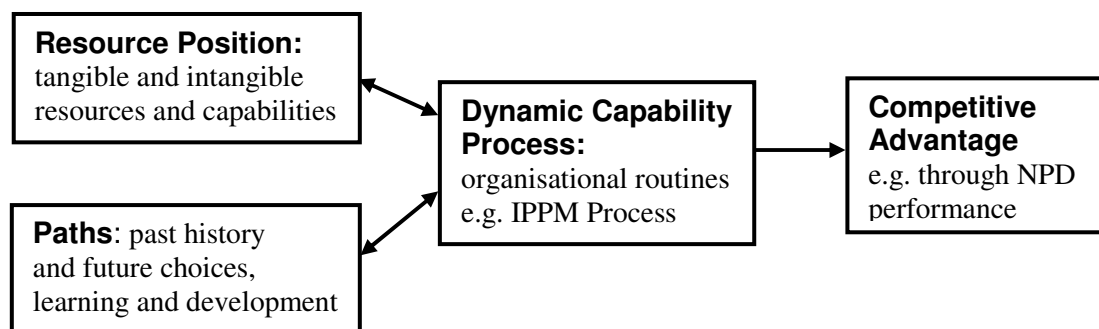 Resource Position:
tangible and intangible
resources and capabilities
Paths: past history
and future choices,
learning and development
Dynamic Capability
Process:
organisational routines
e.g. IPPM Process
Competitive
Advantage
e.g. through NPD
performance